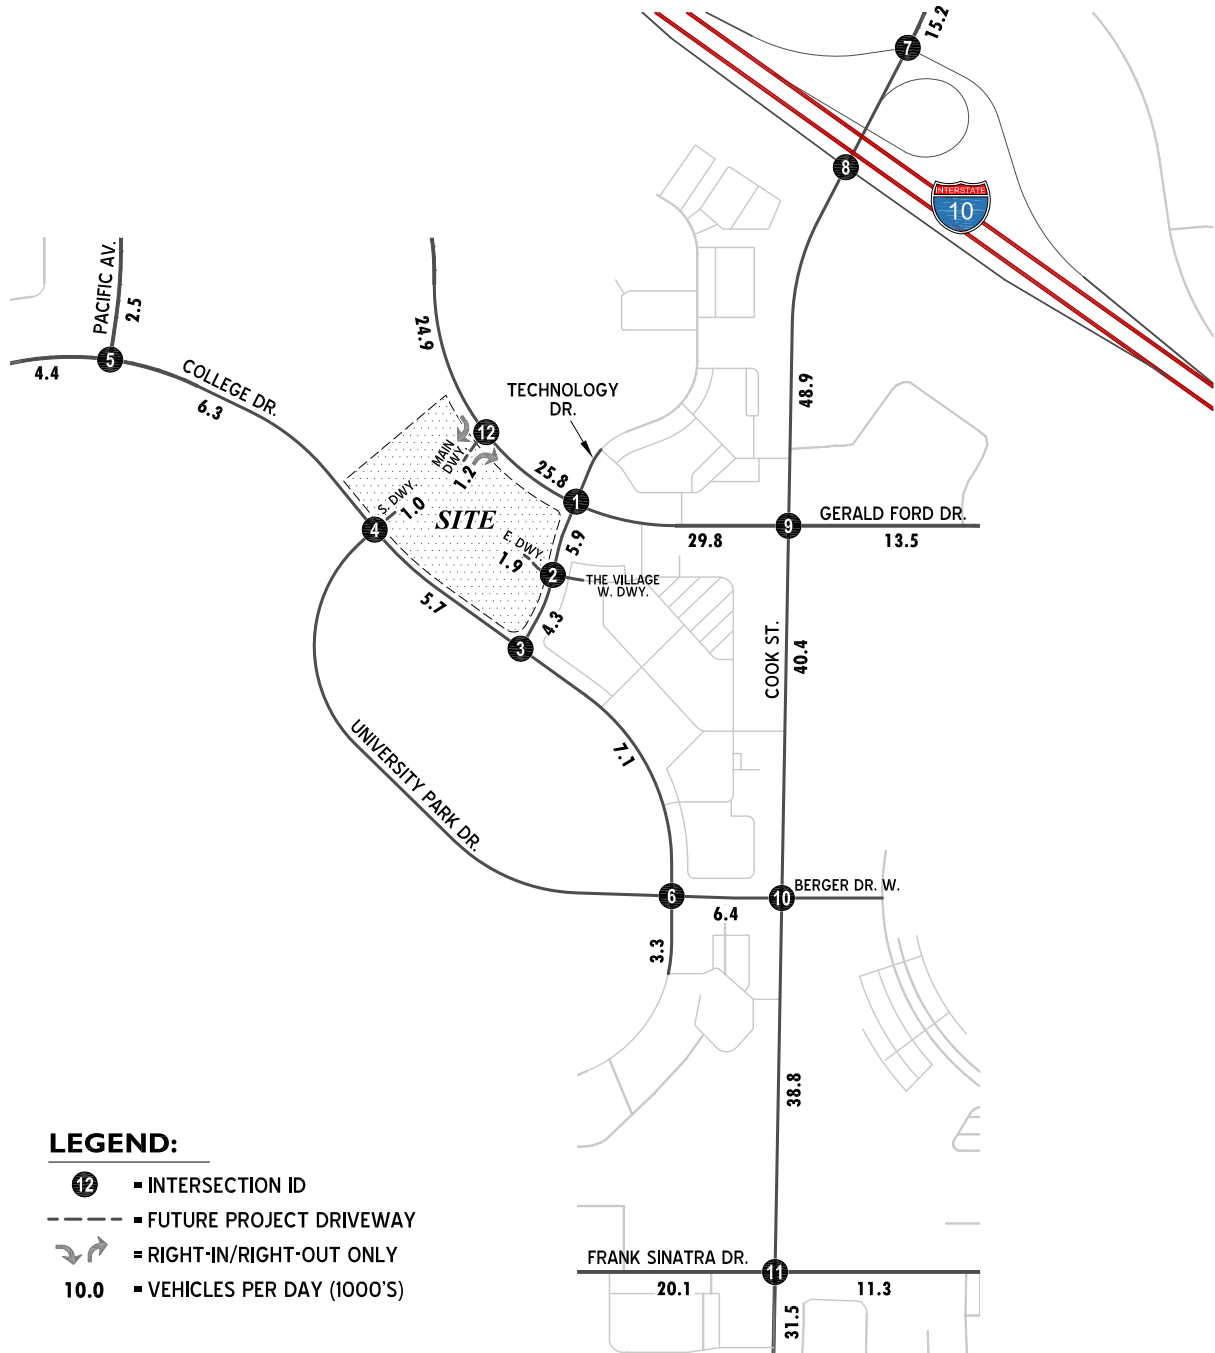 15.2
7
8
INTERSTATE
10
PACIFIC AV.
2.5
24.9
5
4.4
COLLEGE DR.
6.3
TECHNOLOGY
DR.
48.9
12
MAIN
DWY.
1.2
25.8
1
S. DWY.
1.0
SITE
4
GERALD FORD DR.
9
29.8
13.5
5.9
E. DWY.
1.9
2
THE VILLAGE
W. DWY.
5.7
4.3
3
COOK ST.
40.4
7.1
UNIVERSITY PARK DR.
6
BERGER DR. W.
10
6.4
3.3
38.8
LEGEND:
12 = INTERSECTION ID
= FUTURE PROJECT DRIVEWAY
= RIGHT-IN/RIGHT-OUT ONLY
10.0 = VEHICLES PER DAY (1000'S)
FRANK SINATRA DR.
11
20.1
11.3
31.5